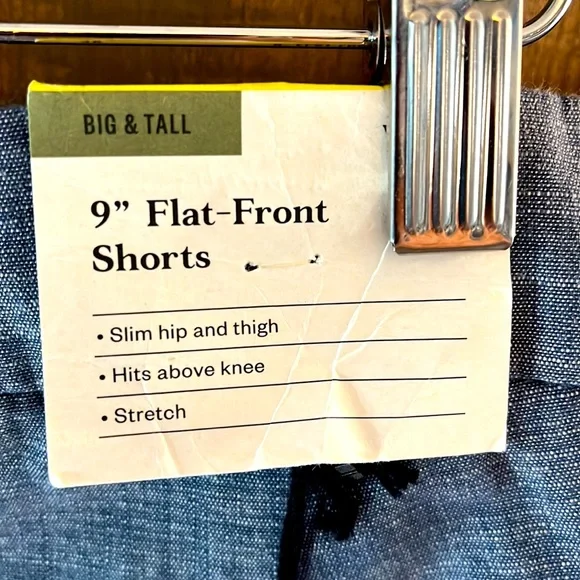 BIG & TALL
9” Flat-Front
Shorts
• Slim hip and thigh
• Hits above knee
• Stretch